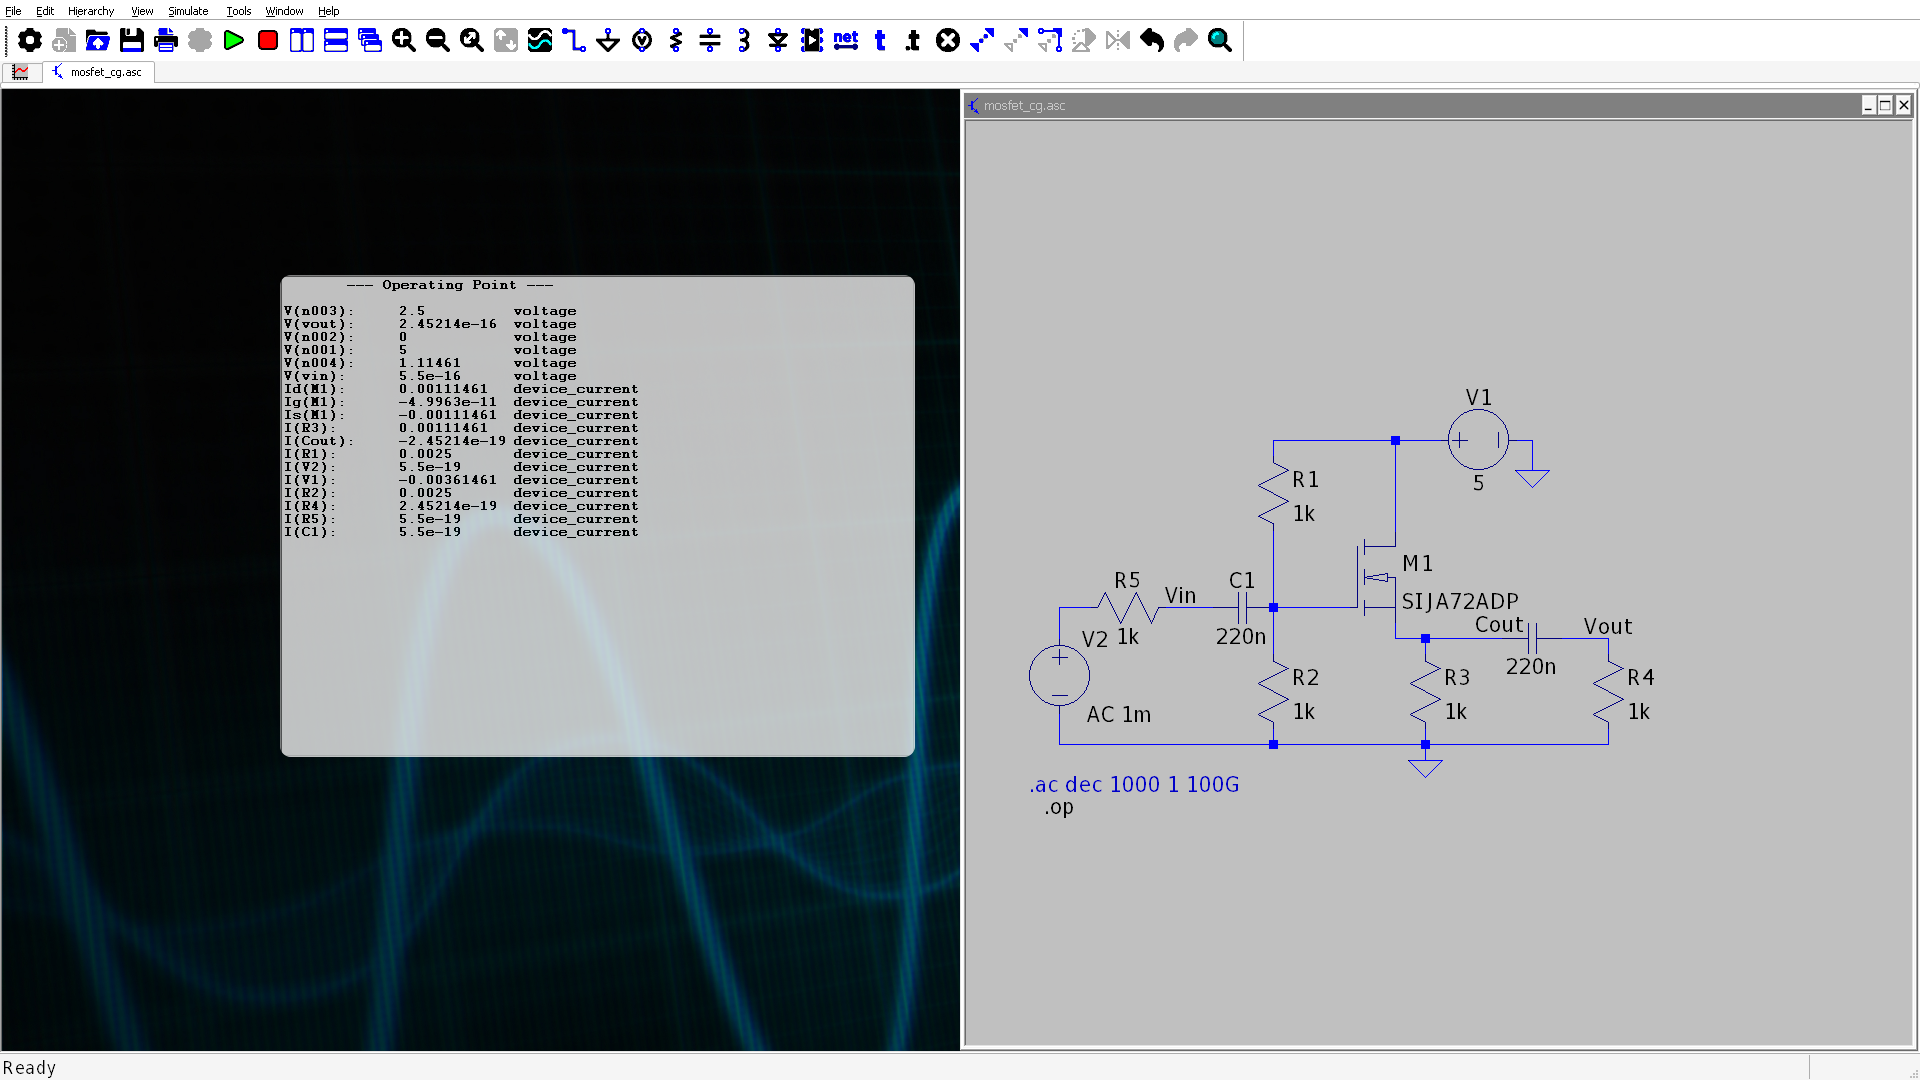 File Edit Hierarchy View Simulate Tools Window Help
net t .t
mosfet_cg.asc
mosfet_cg.asc
--- Operating Point ---
V(n003): 2.5 voltage
V(vout): 2.45214e-16 voltage
V(n002): 0 voltage
V(n001): 5 voltage
V(n004): 1.11461 voltage
V(vin): 5.5e-16 voltage
Id(M1): 0.00111461 device_current
Ig(M1): -4.9963e-11 device_current
Is(M1): -0.00111461 device_current
I(R3): 0.00111461 device_current
I(Cout): -2.45214e-19 device_current
I(R1): 0.0025 device_current
I(V2): 5.5e-19 device_current
I(V1): -0.00361461 device_current
I(R2): 0.0025 device_current
I(R4): 2.45214e-19 device_current
I(R5): 5.5e-19 device_current
I(C1): 5.5e-19 device_current
V1
5
R1
1k
M1
SIJA72ADP
R5
1k
Vin
C1
220n
Cout
220n
Vout
V2
AC 1m
R2
1k
R3
1k
R4
1k
.ac dec 1000 1 100G
.op
Ready